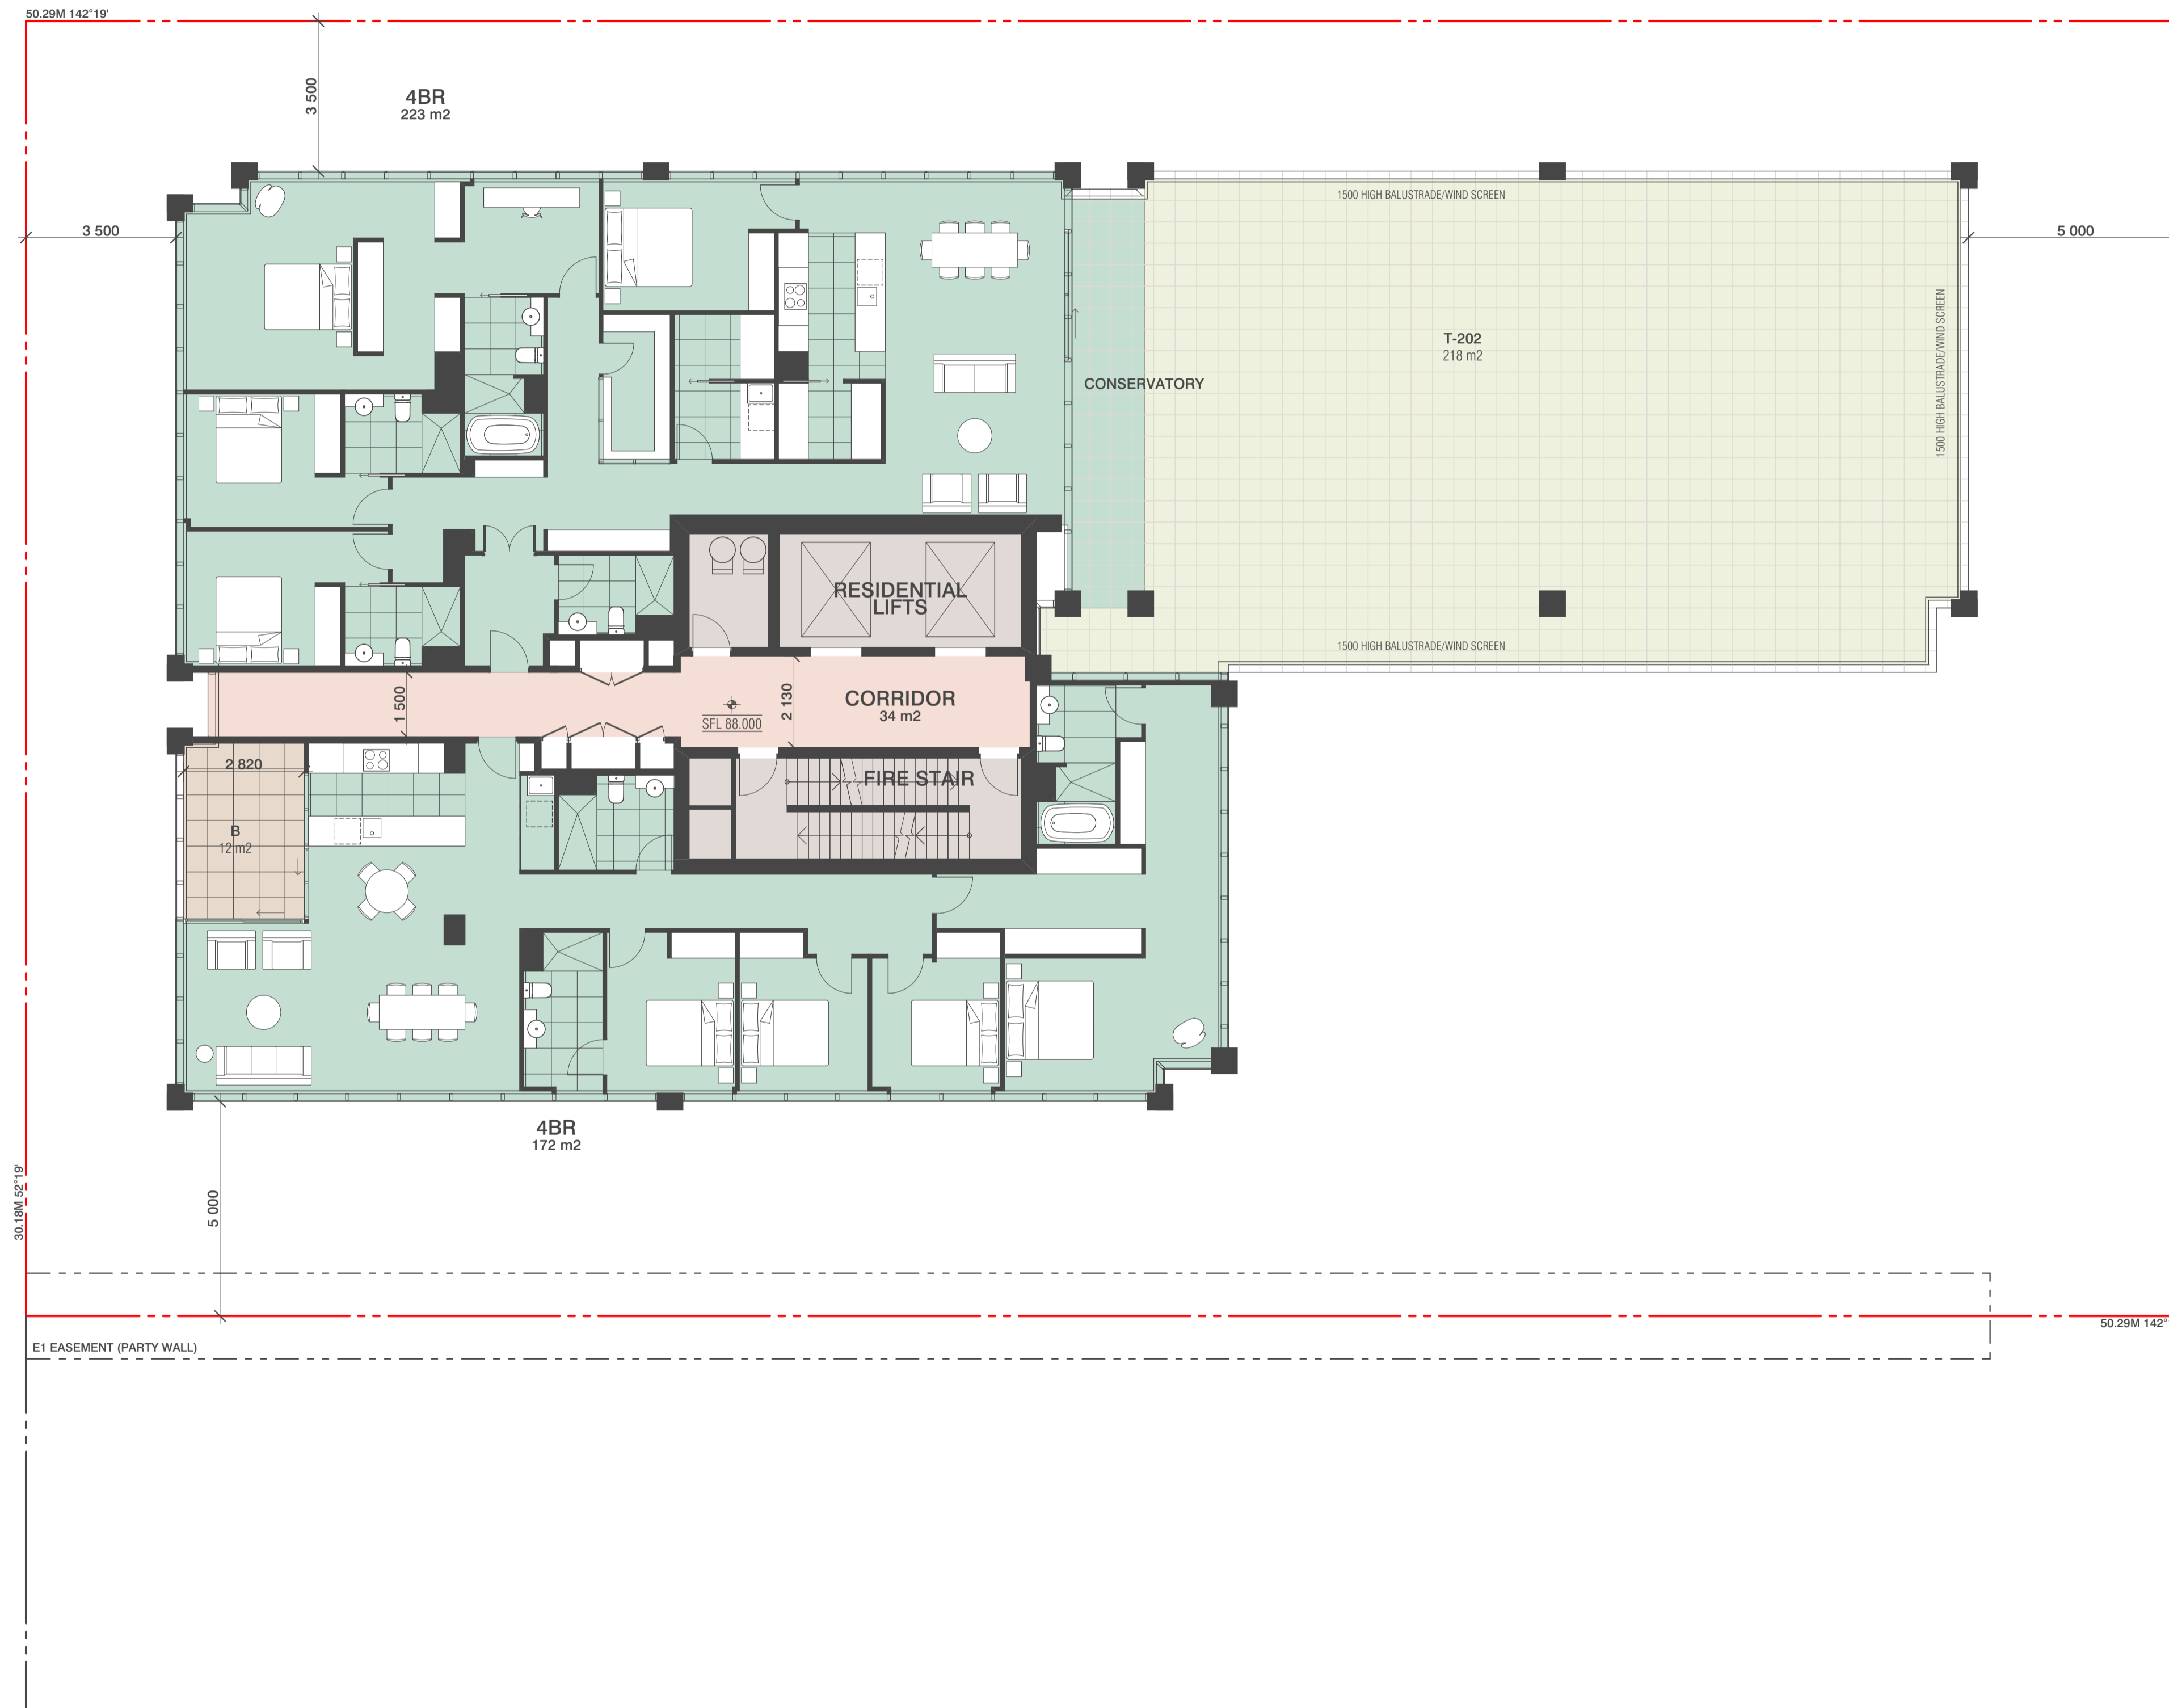 50.29M 142°19'
3 500
4BR
223 m2
3 500
5 000
1500 HIGH BALUSTRADE/WIND SCREEN
T-202
218 m2
1500 HIGH BALUSTRADE/WIND SCREEN
CONSERVATORY
RESIDENTIAL
LIFTS
1500 HIGH BALUSTRADE/WIND SCREEN
1 500
SFL 88.000
2 130
CORRIDOR
34 m2
2 820
FIRE STAIR
B
12 m2
4BR
172 m2
30.18M 52°19'
5 000
50.29M 142°
E1 EASEMENT (PARTY WALL)